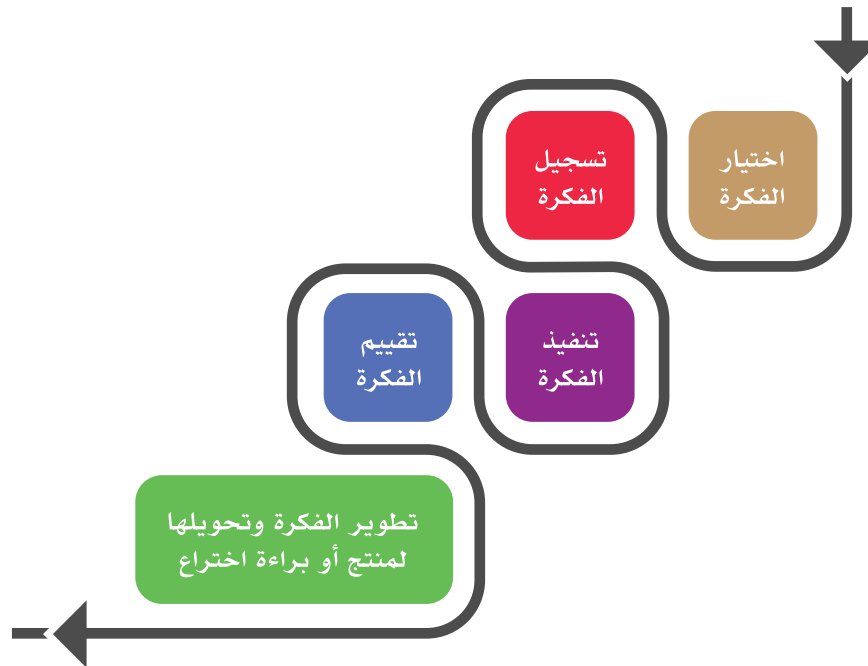 اختيار
الفكرة
تسجيل
الفكرة
تنفيذ
الفكرة
تقييم
الفكرة
تطوير الفكرة وتحويلها
لمنتج أو براءة اختراع